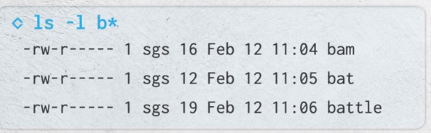 ◇ ls -l b*
-rw-r----- 1 sgs 16 Feb 12 11:04 bam
-rw-r----- 1 sgs 12 Feb 12 11:05 bat
-rw-r----- 1 sgs 19 Feb 12 11:06 battle